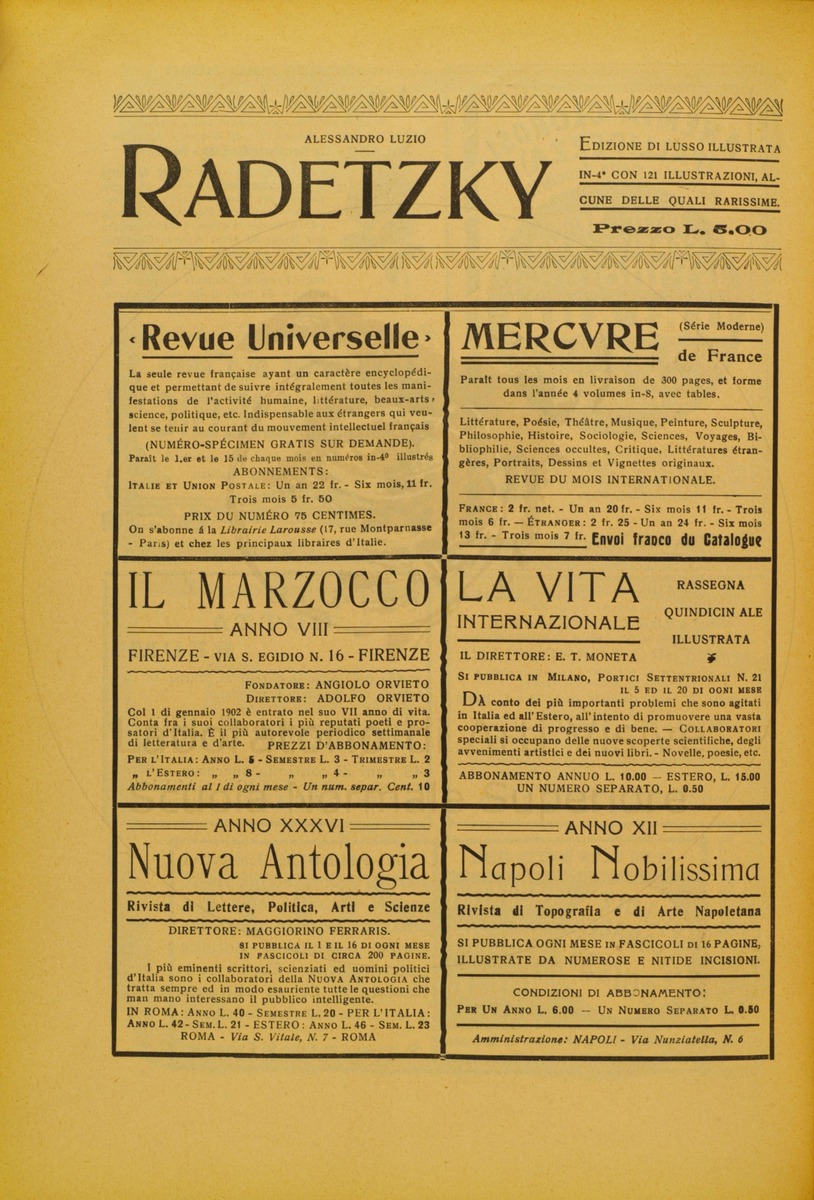 ALESSANDRO LUZIO
RADETZKY
EDIZIONE DI LUSSO ILLUSTRATA
IN-4° CON 121 ILLUSTRAZIONI, AL-
CUNE DELLE QUALI RARISSIME.
Prezzo L. 5.00
‹ Revue Universelle ›
La seule revue française ayant un caractère encyclopédi-
que et permettant de suivre intégralement toutes les mani-
festations de l'activité humaine, littérature, beaux-arts,
science, politique, etc. Indispensable aux étrangers qui veu-
lent se tenir au courant du mouvement intellectuel français
(NUMÉRO-SPÉCIMEN GRATIS SUR DEMANDE).
Paraît le 1.er et le 15 de chaque mois en numéros in-4° illustrés
ABONNEMENTS:
ITALIE ET UNION POSTALE: Un an 22 fr. - Six mois, 11 fr.
Trois mois 5 fr. 50
PRIX DU NUMÉRO 75 CENTIMES.
On s'abonne á la Librairie Larousse (17, rue Montparnasse
- Paris) et chez les principaux libraires d'Italie.
MERCVRE
(Série Moderne)
de France
Paraît tous les mois en livraison de 300 pages, et forme
dans l'année 4 volumes in-8, avec tables.
Littérature, Poésie, Théâtre, Musique, Peinture, Sculpture,
Philosophie, Histoire, Sociologie, Sciences, Voyages, Bi-
bliophilie, Sciences occultes, Critique, Littératures étran-
gères, Portraits, Dessins et Vignettes originaux.
REVUE DU MOIS INTERNATIONALE.
FRANCE: 2 fr. net. - Un an 20 fr. - Six mois 11 fr. - Trois
mois 6 fr. — ÉTRANGER: 2 fr. 25 - Un an 24 fr. - Six mois
13 fr. - Trois mois 7 fr. Envoi franco du Catalogue
IL MARZOCCO
ANNO VIII
FIRENZE - VIA S. EGIDIO N. 16 - FIRENZE
FONDATORE: ANGIOLO ORVIETO
DIRETTORE: ADOLFO ORVIETO
Col 1 di gennaio 1902 è entrato nel suo VII anno di vita.
Conta fra i suoi collaboratori i più reputati poeti e pro-
satori d'Italia. È il più autorevole periodico settimanale
di letteratura e d'arte. PREZZI D'ABBONAMENTO:
PER L'ITALIA: ANNO L. 5 - SEMESTRE L. 3 - TRIMESTRE L. 2
„ L'ESTERO: „ „ 8 - „ „ 4 - „ „ 3
Abbonamenti al 1 di ogni mese - Un num. separ. Cent. 10
LA VITA
INTERNAZIONALE
RASSEGNA
QUINDICIN ALE
ILLUSTRATA
IL DIRETTORE: E. T. MONETA
SI PUBBLICA IN MILANO, PORTICI SETTENTRIONALI N. 21
IL 5 ED IL 20 DI OGNI MESE
DÀ conto dei più importanti problemi che sono agitati
in Italia ed all'Estero, all'intento di promuovere una vasta
cooperazione di progresso e di bene. — COLLABORATORI
speciali si occupano delle nuove scoperte scientifiche, degli
avvenimenti artistici e dei nuovi libri. - Novelle, poesie, etc.
ABBONAMENTO ANNUO L. 10.00 — ESTERO, L. 15.00
UN NUMERO SEPARATO, L. 0.50
ANNO XXXVI
Nuova Antologia
Rivista di Lettere, Politica, Arti e Scienze
DIRETTORE: MAGGIORINO FERRARIS.
SI PUBBLICA IL 1 E IL 16 DI OGNI MESE
IN FASCICOLI DI CIRCA 200 PAGINE.
I più eminenti scrittori, scienziati ed uomini politici
d'Italia sono i collaboratori della NUOVA ANTOLOGIA che
tratta sempre ed in modo esauriente tutte le questioni che
man mano interessano il pubblico intelligente.
IN ROMA: ANNO L. 40 - SEMESTRE L. 20 - PER L'ITALIA:
ANNO L. 42 - SEM. L. 21 - ESTERO: ANNO L. 46 - SEM. L. 23
ROMA - Via S. Vitale, N. 7 - ROMA
ANNO XII
Napoli Nobilissima
Rivista di Topografia e di Arte Napoletana
SI PUBBLICA OGNI MESE IN FASCICOLI DI 16 PAGINE,
ILLUSTRATE DA NUMEROSE E NITIDE INCISIONI.
CONDIZIONI DI ABBONAMENTO:
PER UN ANNO L. 6.00 — UN NUMERO SEPARATO L. 0.50
Amministrazione: NAPOLI - Via Nunziatella, N. 6